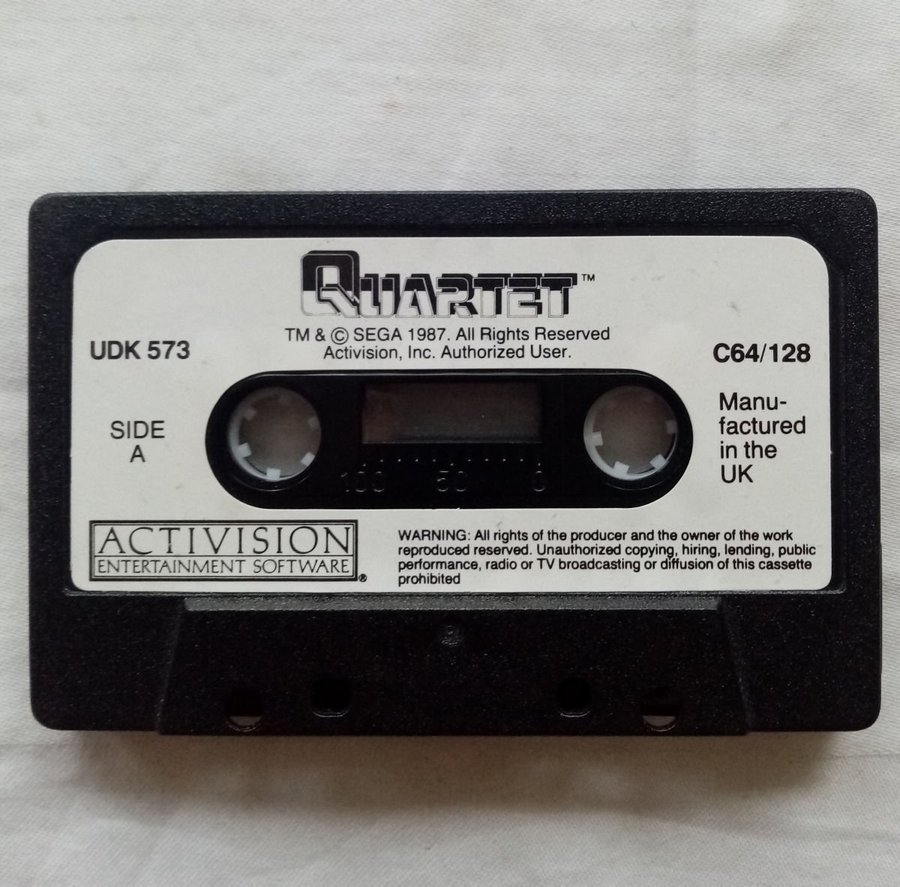 QUARTET™
TM & © SEGA 1987. All Rights Reserved
Activision, Inc. Authorized User.
UDK 573
C64/128
SIDE
A
Manu-
factured
in the
UK
100 50 0
ACTIVISION
ENTERTAINMENT SOFTWARE®
WARNING: All rights of the producer and the owner of the work
reproduced reserved. Unauthorized copying, hiring, lending, public
performance, radio or TV broadcasting or diffusion of this cassette
prohibited